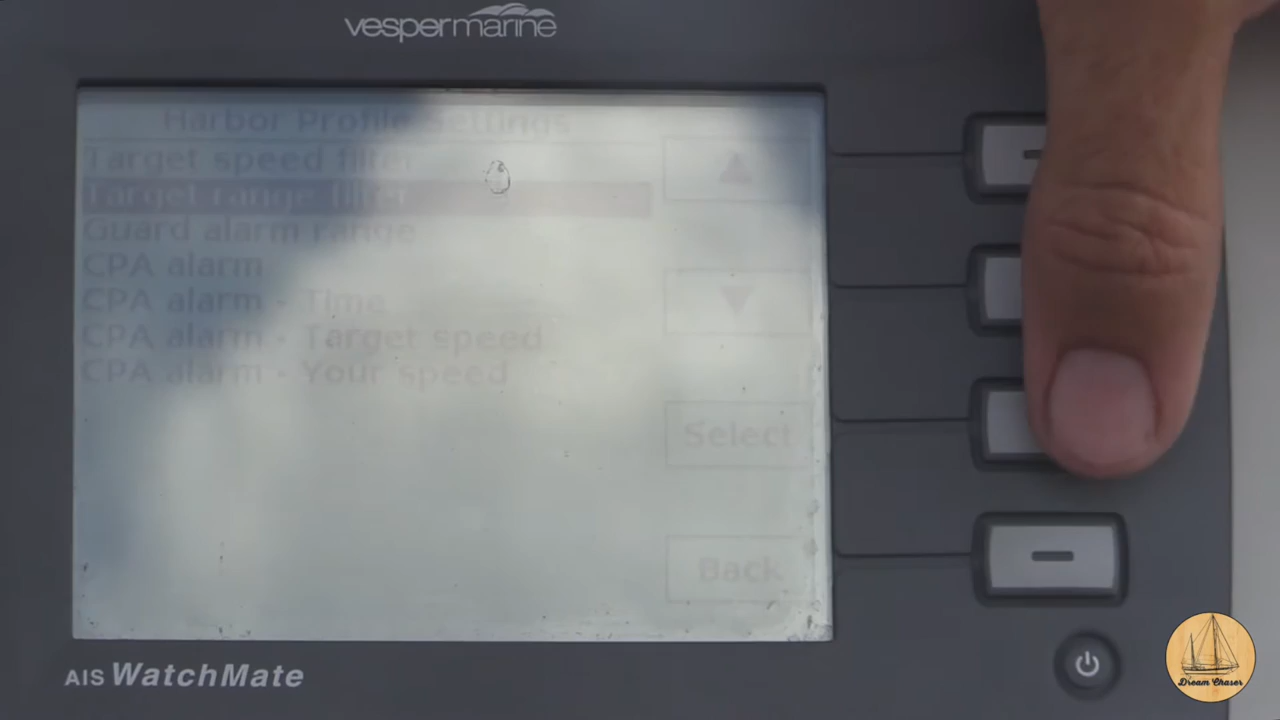 vespermarine
Harbor Profile Settings
Target speed filter
Target range filter
Guard alarm range
CPA alarm
CPA alarm - Time
CPA alarm - Target speed
CPA alarm - Your speed
Select
Back
AIS WatchMate
Dream Chaser